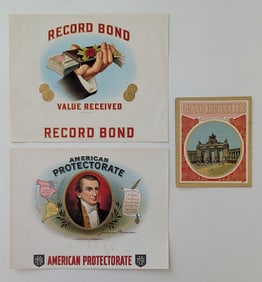 RECORD BOND
VALUE RECEIVED
RECORD BOND
AMERICAN
PROTECTORATE
AMERICAN PROTECTORATE
GRAND BRUXELLES